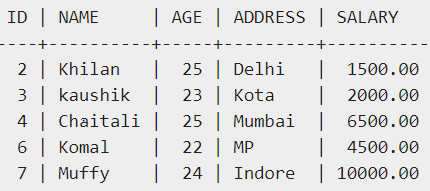 ID | NAME     | AGE | ADDRESS | SALARY
----+----------+-----+---------+----------
 2 | Khilan   |  25 | Delhi   |  1500.00
 3 | kaushik  |  23 | Kota    |  2000.00
 4 | Chaitali |  25 | Mumbai  |  6500.00
 6 | Komal    |  22 | MP      |  4500.00
 7 | Muffy    |  24 | Indore  | 10000.00